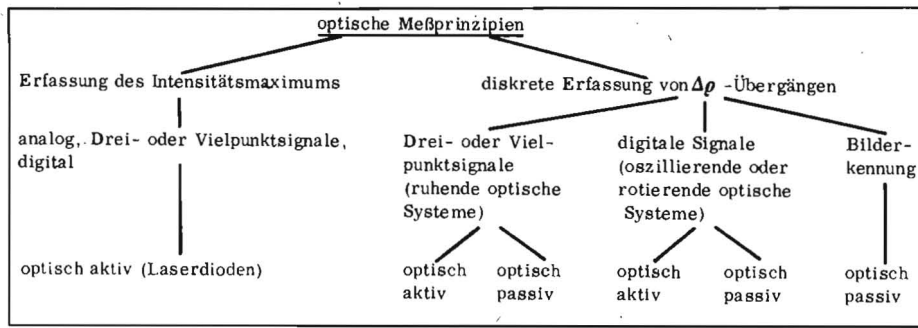 optische Meßprinzipien
Erfassung des Intensitätsmaximums
diskrete Erfassung von Δρ -Übergängen
analog, Drei- oder Vielpunktsignale,
digital
Drei- oder Viel-
punktsignale
(ruhende optische
Systeme)
digitale Signale
(oszillierende oder
rotierende optische
Systeme)
Bilder-
kennung
optisch aktiv (Laserdioden)
optisch
aktiv
optisch
passiv
optisch
aktiv
optisch
passiv
optisch
passiv